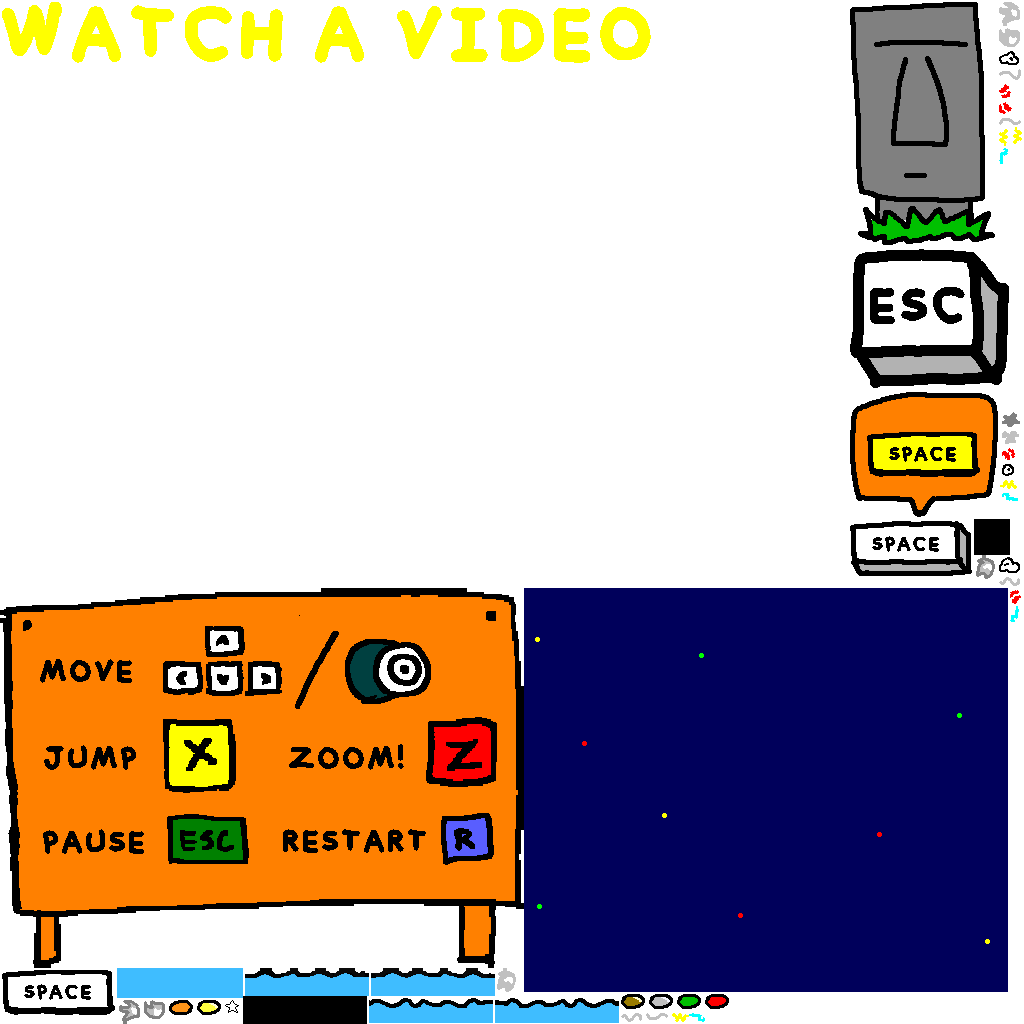 WATCH A VIDEO
ESC
SPACE
SPACE
MOVE
JUMP X ZOOM! Z
PAUSE ESC RESTART R
SPACE